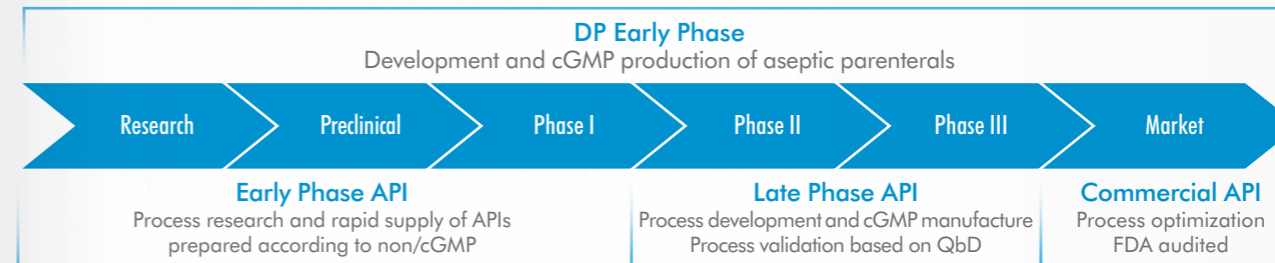 DP Early Phase
Development and cGMP production of aseptic parenterals
Research
Preclinical
Phase I
Phase II
Phase III
Market
Early Phase API
Process research and rapid supply of APIs
prepared according to non/cGMP
Late Phase API
Process development and cGMP manufacture
Process validation based on QbD
Commercial API
Process optimization
FDA audited